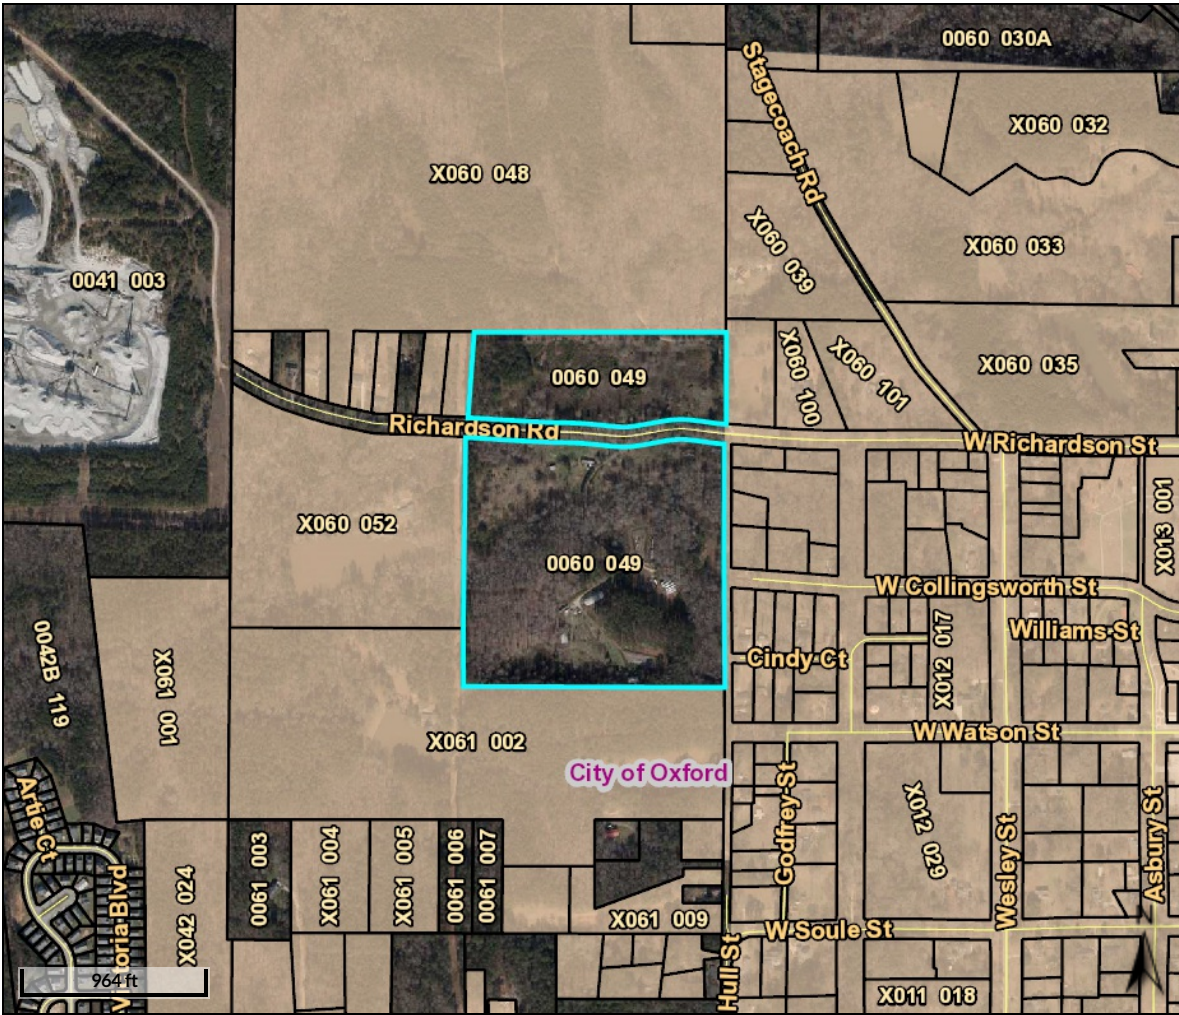 0060 030A
Stagecoach Rd
X060 032
X060 048
X060 039
X060 033
0041 003
X060 100
X060 101
X060 035
0060 049
Richardson Rd
W Richardson St
X060 052
X013 001
0060 049
W Collingsworth St
0042B 119
X061 001
Cindy Ct
X012 017
Williams St
X061 002
W Watson St
City of Oxford
Artie Ct
Godfrey St
X012 029
Wesley St
Asbury St
Victoria Blvd
X042 024
0061 003
X061 004
X061 005
0061 006
0061 007
X061 009
W Soule St
Hull St
964 ft
X011 018
N